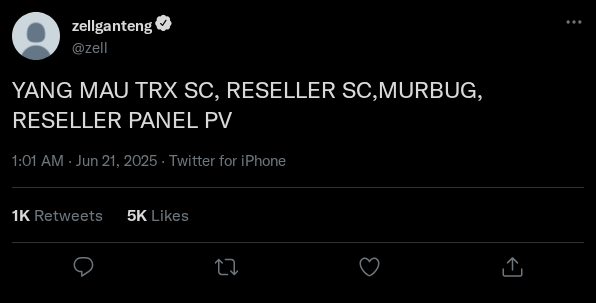 zellganteng
@zell
YANG MAU TRX SC, RESELLER SC,MURBUG,
RESELLER PANEL PV
1:01 AM · Jun 21, 2025 · Twitter for iPhone
1K Retweets 5K Likes